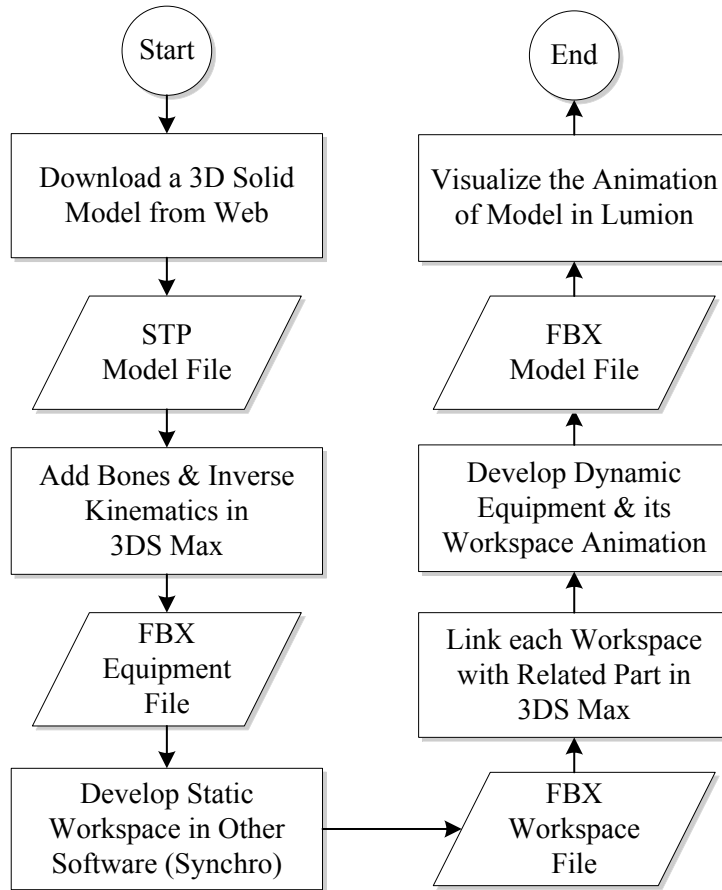 Start
Download a 3D Solid
Model from Web
STP
Model File
Add Bones & Inverse
Kinematics in
3DS Max
FBX
Equipment
File
Develop Static
Workspace in Other
Software (Synchro)
FBX
Workspace
File
Link each Workspace
with Related Part in
3DS Max
Develop Dynamic
Equipment & its
Workspace Animation
FBX
Model File
Visualize the Animation
of Model in Lumion
End